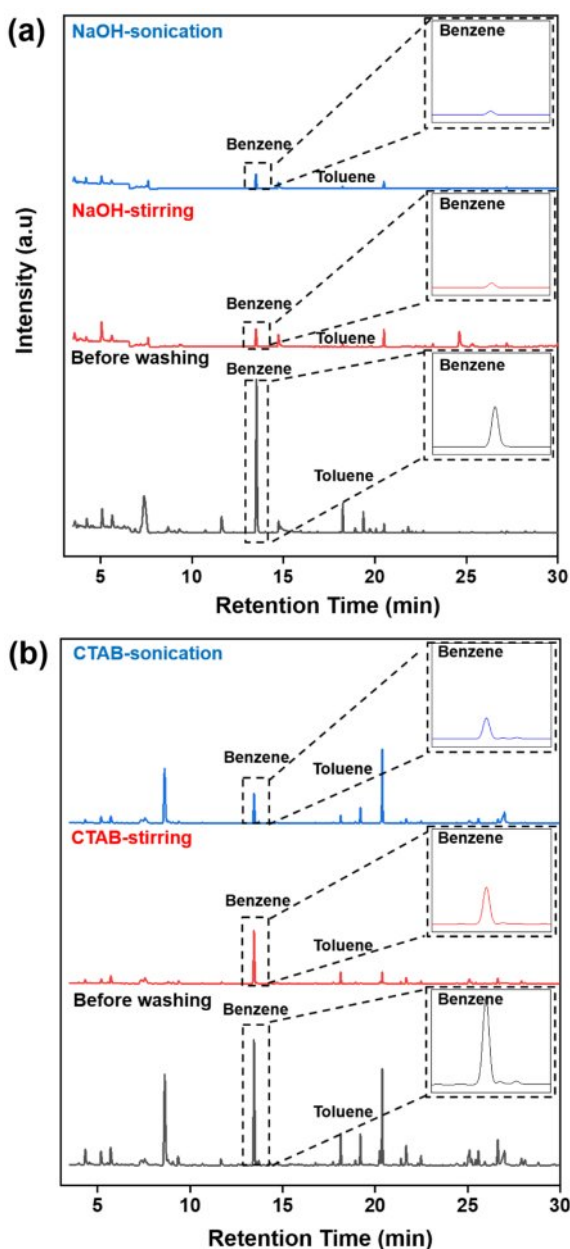 (a)
NaOH-sonication
Benzene
Benzene
Toluene
NaOH-stirring
Benzene
Benzene
Toluene
Before washing
Benzene
Benzene
Toluene
Intensity (a.u)
5 10 15 20 25 30
Retention Time (min)
(b)
CTAB-sonication
Benzene
Benzene
Toluene
CTAB-stirring
Benzene
Benzene
Toluene
Before washing
Benzene
Benzene
Toluene
5 10 15 20 25 30
Retention Time (min)